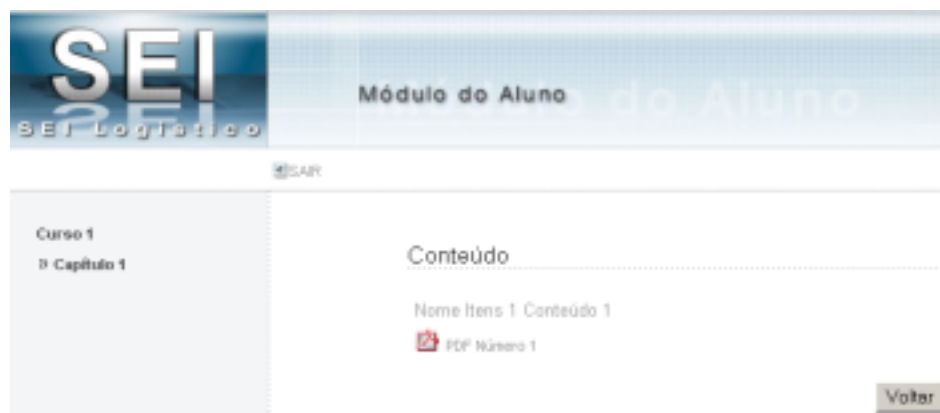 SEI
SEI Logístico
Módulo do Aluno
do Aluno
SAIR
Curso 1
Capítulo 1
Conteúdo
Nome Itens 1 Conteúdo 1
PDF Número 1
Voltar